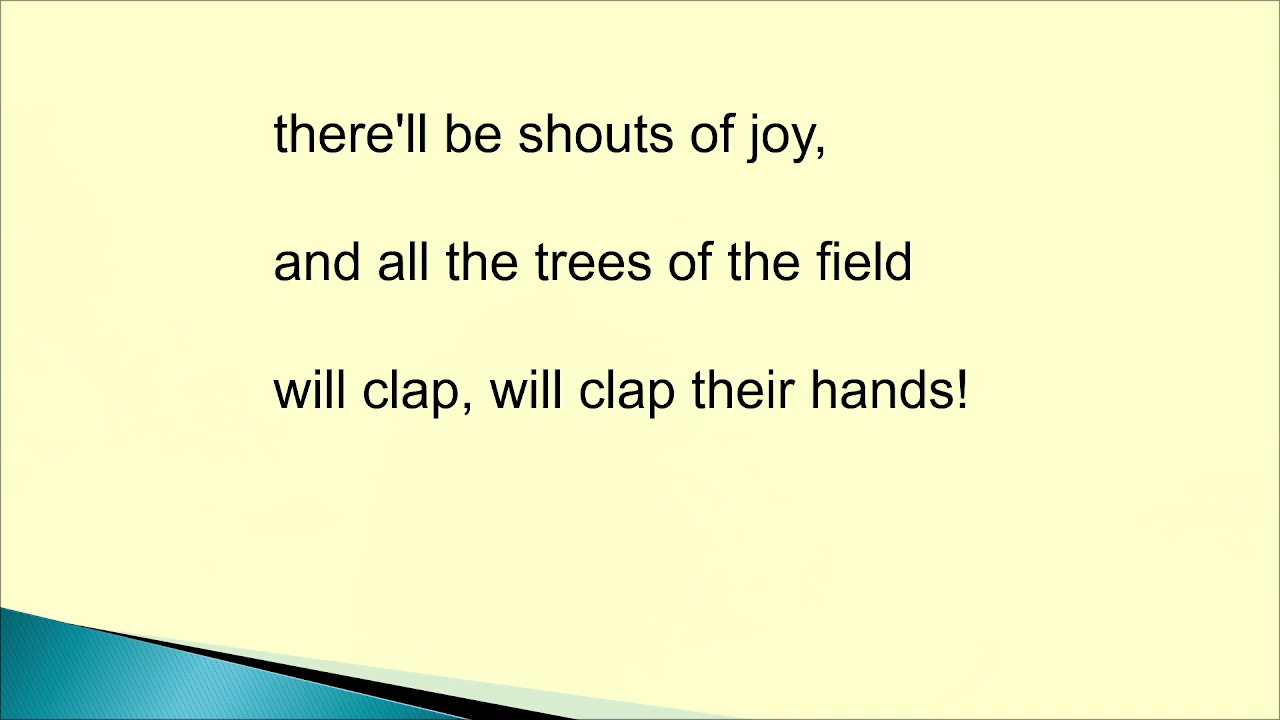 there'll be shouts of joy,
and all the trees of the field
will clap, will clap their hands!